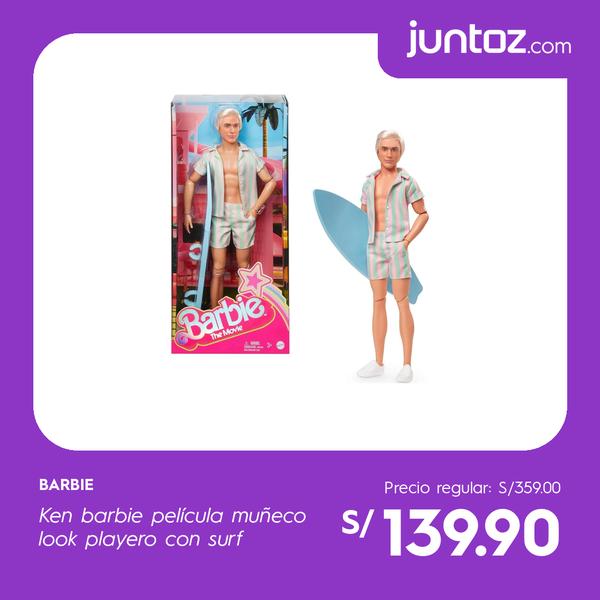 juntoz.com
Barbie
The Movie
BARBIE
Ken barbie película muñeco
look playero con surf
Precio regular: S/359.00
S/139.90